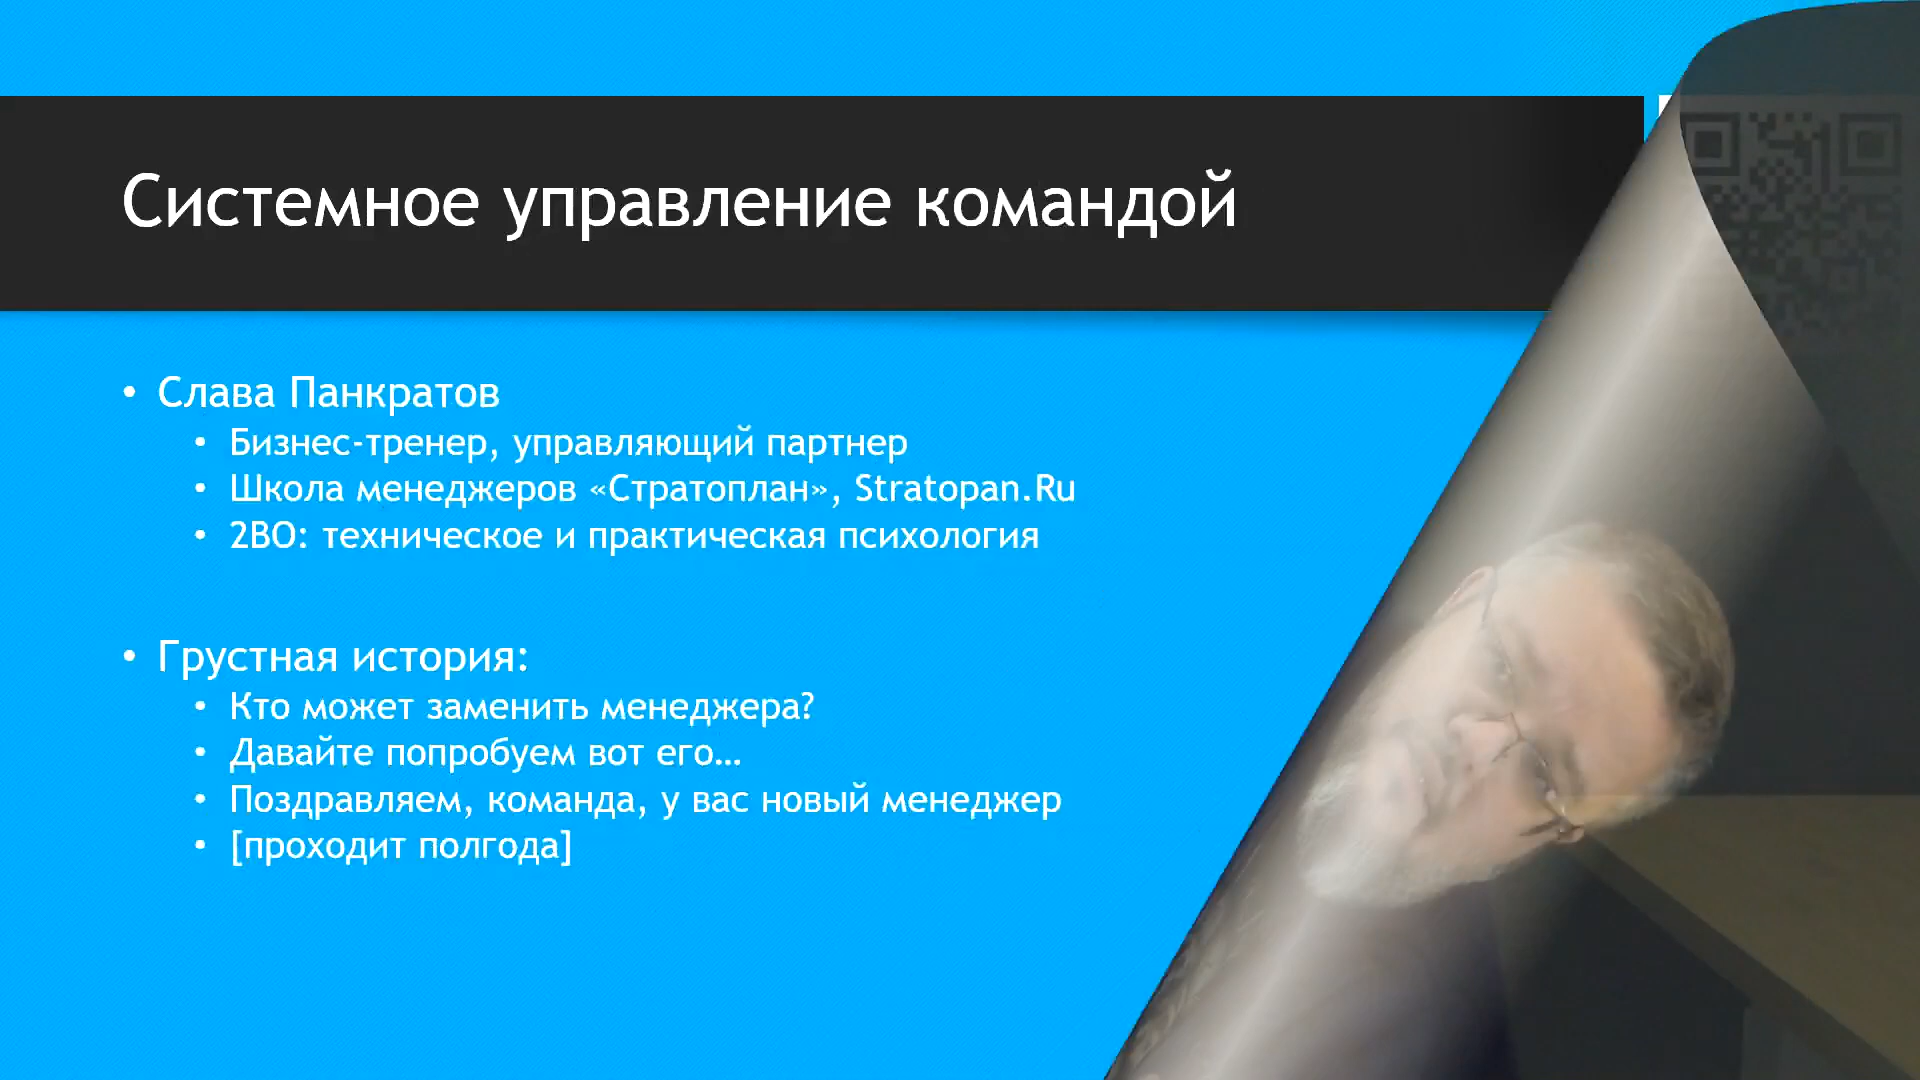 Системное управление командой
• Слава Панкратов
• Бизнес-тренер, управляющий партнер
• Школа менеджеров «Стратоплан», Stratopan.Ru
• 2ВО: техническое и практическая психология
• Грустная история:
• Кто может заменить менеджера?
• Давайте попробуем вот его…
• Поздравляем, команда, у вас новый менеджер
• [проходит полгода]